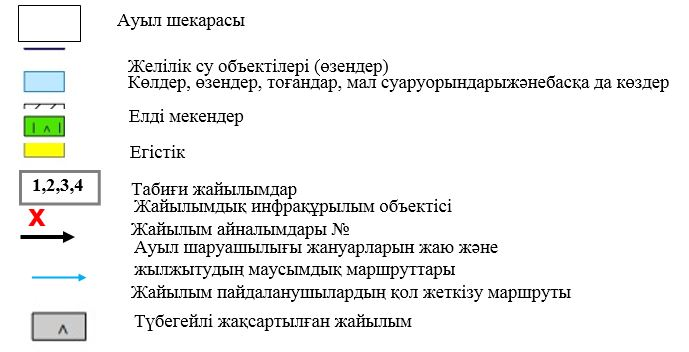 Ауыл шекарасы
Желілік су объектілері (өзендер)
Көлдер, өзендер, тоғандар, мал суаруорындарыжәнебасқа да көздер
Елді мекендер
Егістік
1,2,3,4
Табиғи жайылымдар
Жайылымдық инфрақұрылым объектісі
X
Жайылым айналымдары №
Ауыл шаруашылығы жануарларын жаю және
жылжытудың маусымдық маршруттары
Жайылым пайдаланушылардың қол жеткізу маршруты
Түбегейлі жақсартылған жайылым